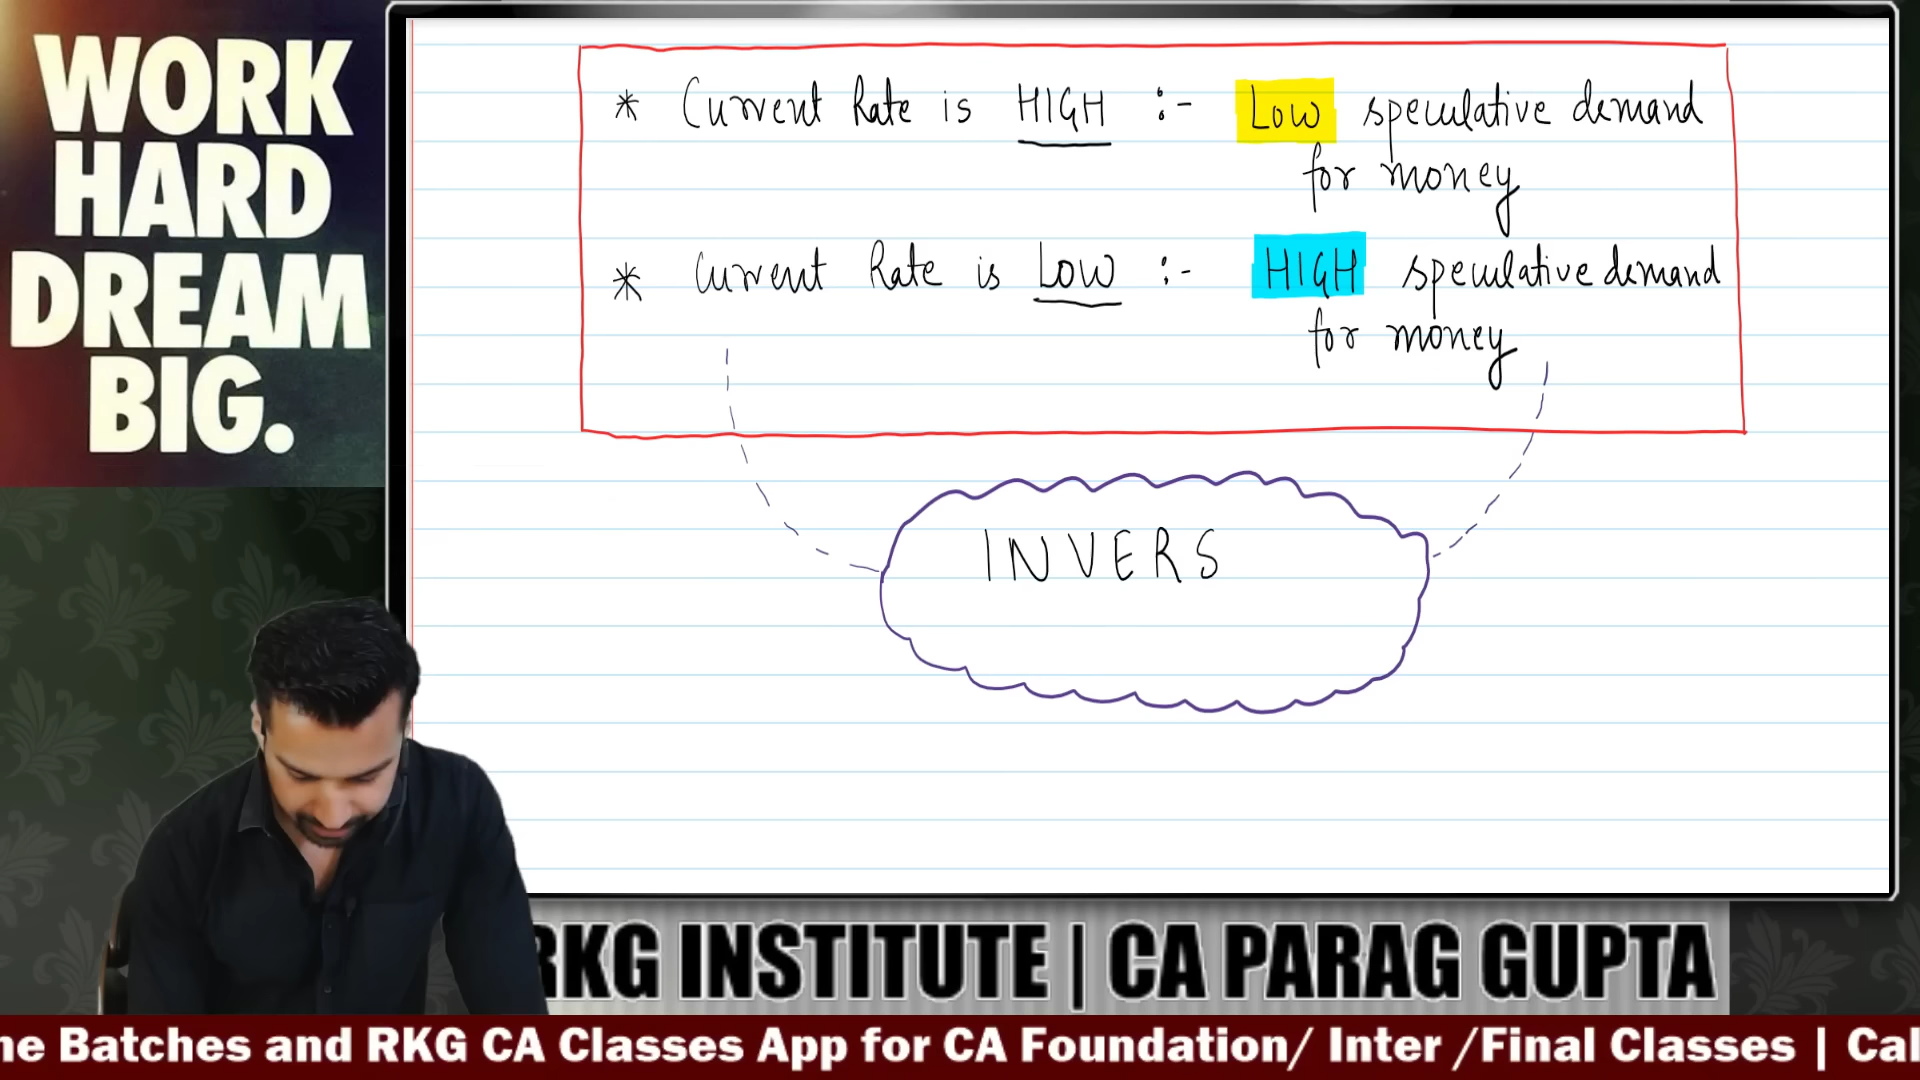 WORK
HARD
DREAM
BIG.
* Current Rate is HIGH :- Low speculative demand
for money
* Current Rate is Low :- HIGH speculative demand
for money
INVERS
RKG INSTITUTE | CA PARAG GUPTA
ne Batches and RKG CA Classes App for CA Foundation/ Inter /Final Classes | Cal